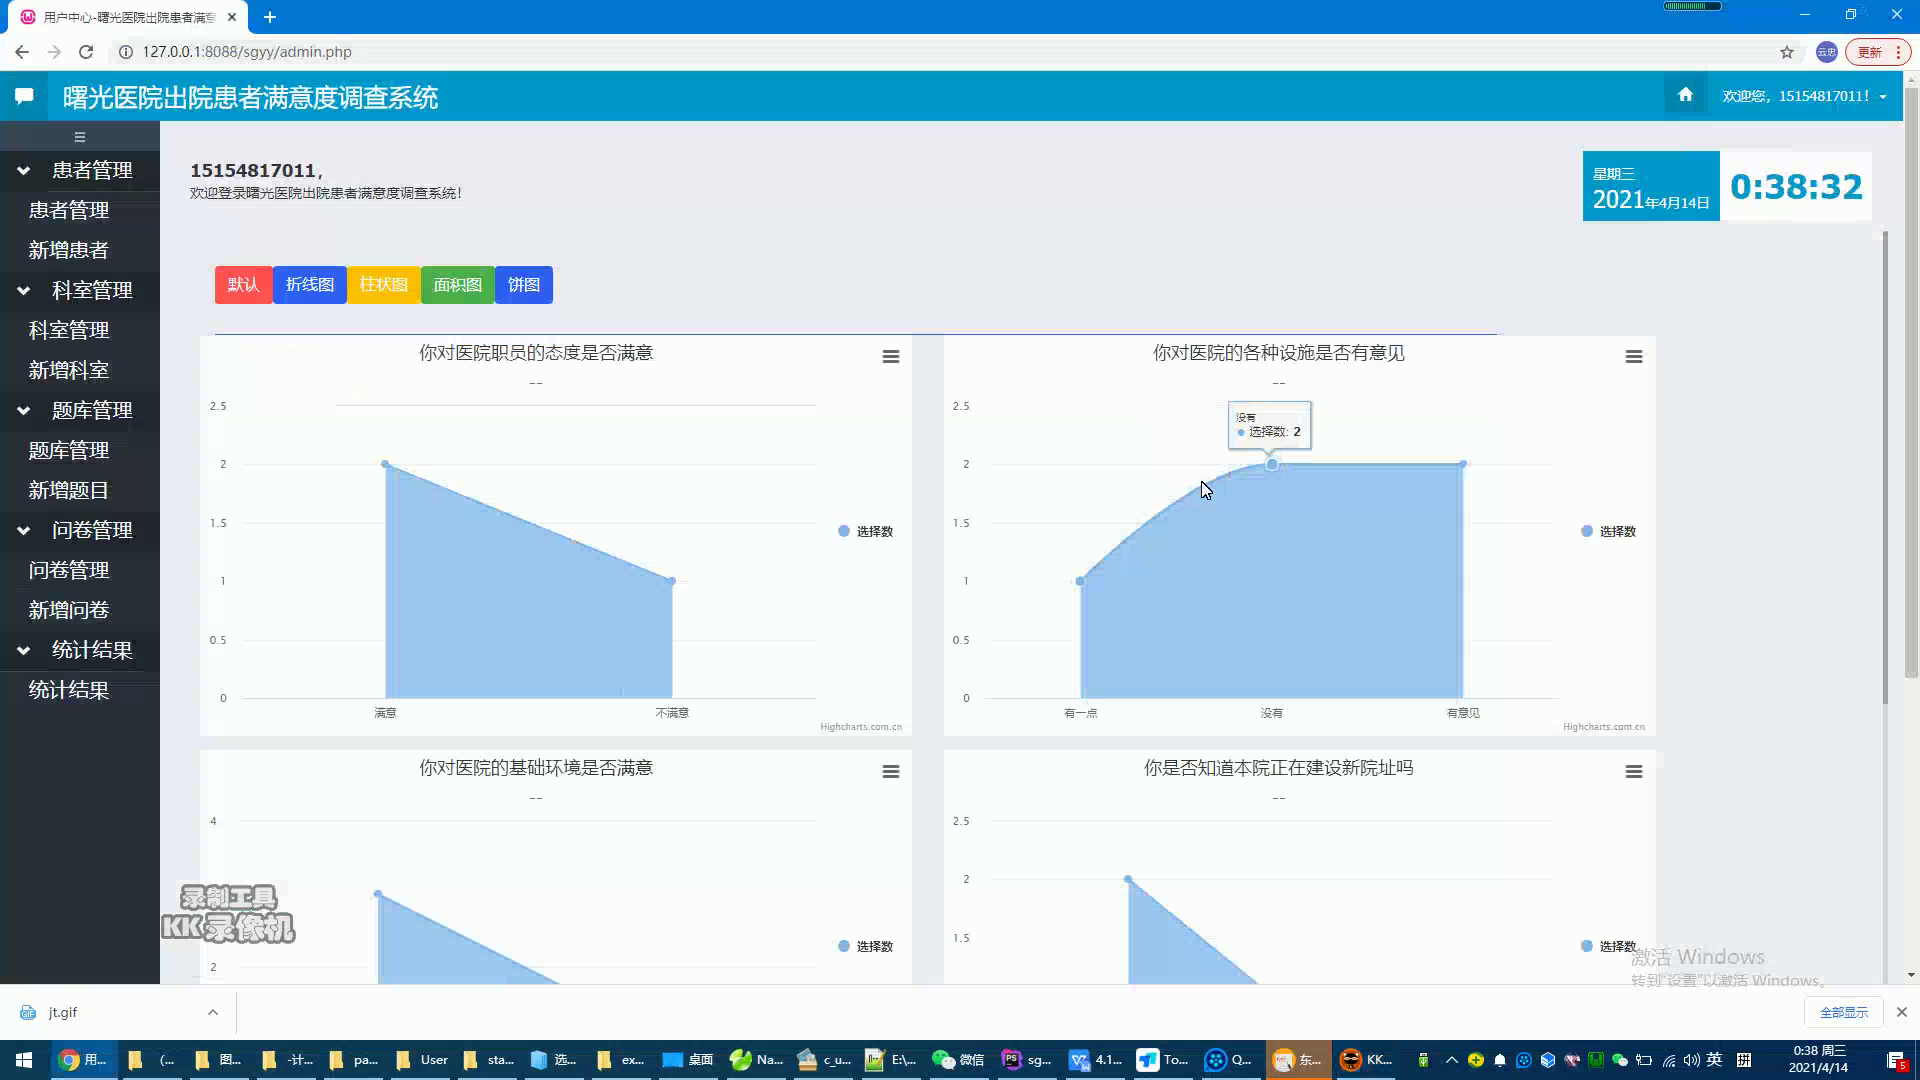 用户中心-曙光医院出院患者满意
127.0.0.1:8088/sgyy/admin.php
云忠
更新
曙光医院出院患者满意度调查系统
欢迎您，15154817011！
患者管理
患者管理
新增患者
科室管理
科室管理
新增科室
题库管理
题库管理
新增题目
问卷管理
问卷管理
新增问卷
统计结果
统计结果
15154817011，
欢迎登录曙光医院出院患者满意度调查系统！
星期三
2021年4月14日
0:38:32
默认 折线图 柱状图 面积图 饼图
你对医院职员的态度是否满意
--
2.5
2
1.5
1
0.5
0
满意 不满意
选择数
Highcharts.com.cn
你对医院的各种设施是否有意见
--
2.5
2
1.5
1
0.5
0
没有
选择数: 2
有一点 没有 有意见
选择数
Highcharts.com.cn
你对医院的基础环境是否满意
--
4
2
选择数
你是否知道本院正在建设新院址吗
--
2.5
2
1.5
选择数
录制工具
KK录像机
激活 Windows
转到"设置"以激活 Windows。
jt.gif
全部显示
用... (... 图... -计... pa... User sta... 选... ex... 桌面 Na... c_u... E:\... 微信 sg... 4.1... To... Q... 东... KK... 英 拼
0:38 周三
2021/4/14
5